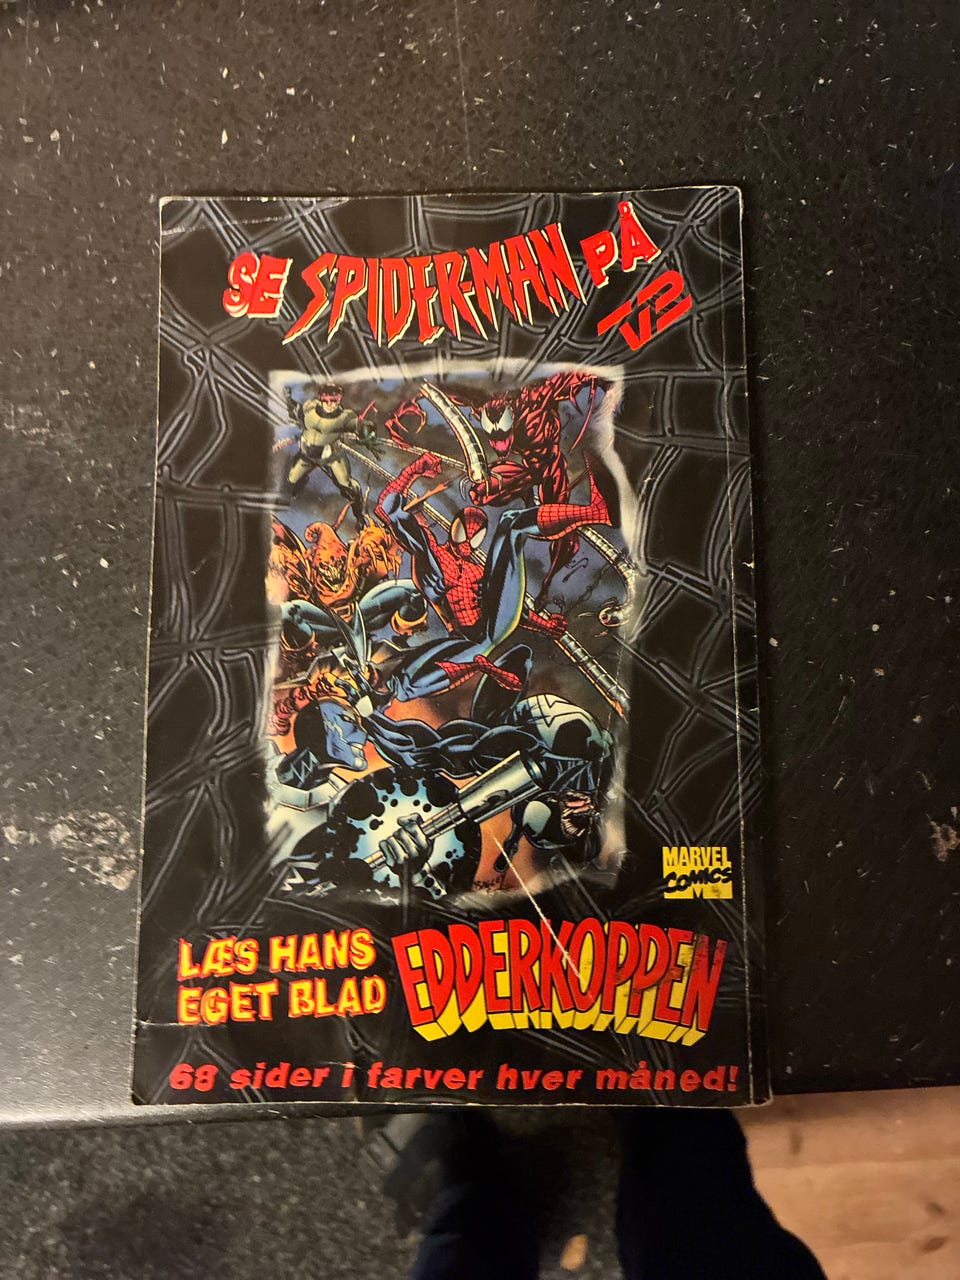 SE SPIDER-MAN PÅ
TV2
MARVEL
COMICS
LÆS HANS
EGET BLAD
EDDERKOPPEN
68 sider i farver hver måned!